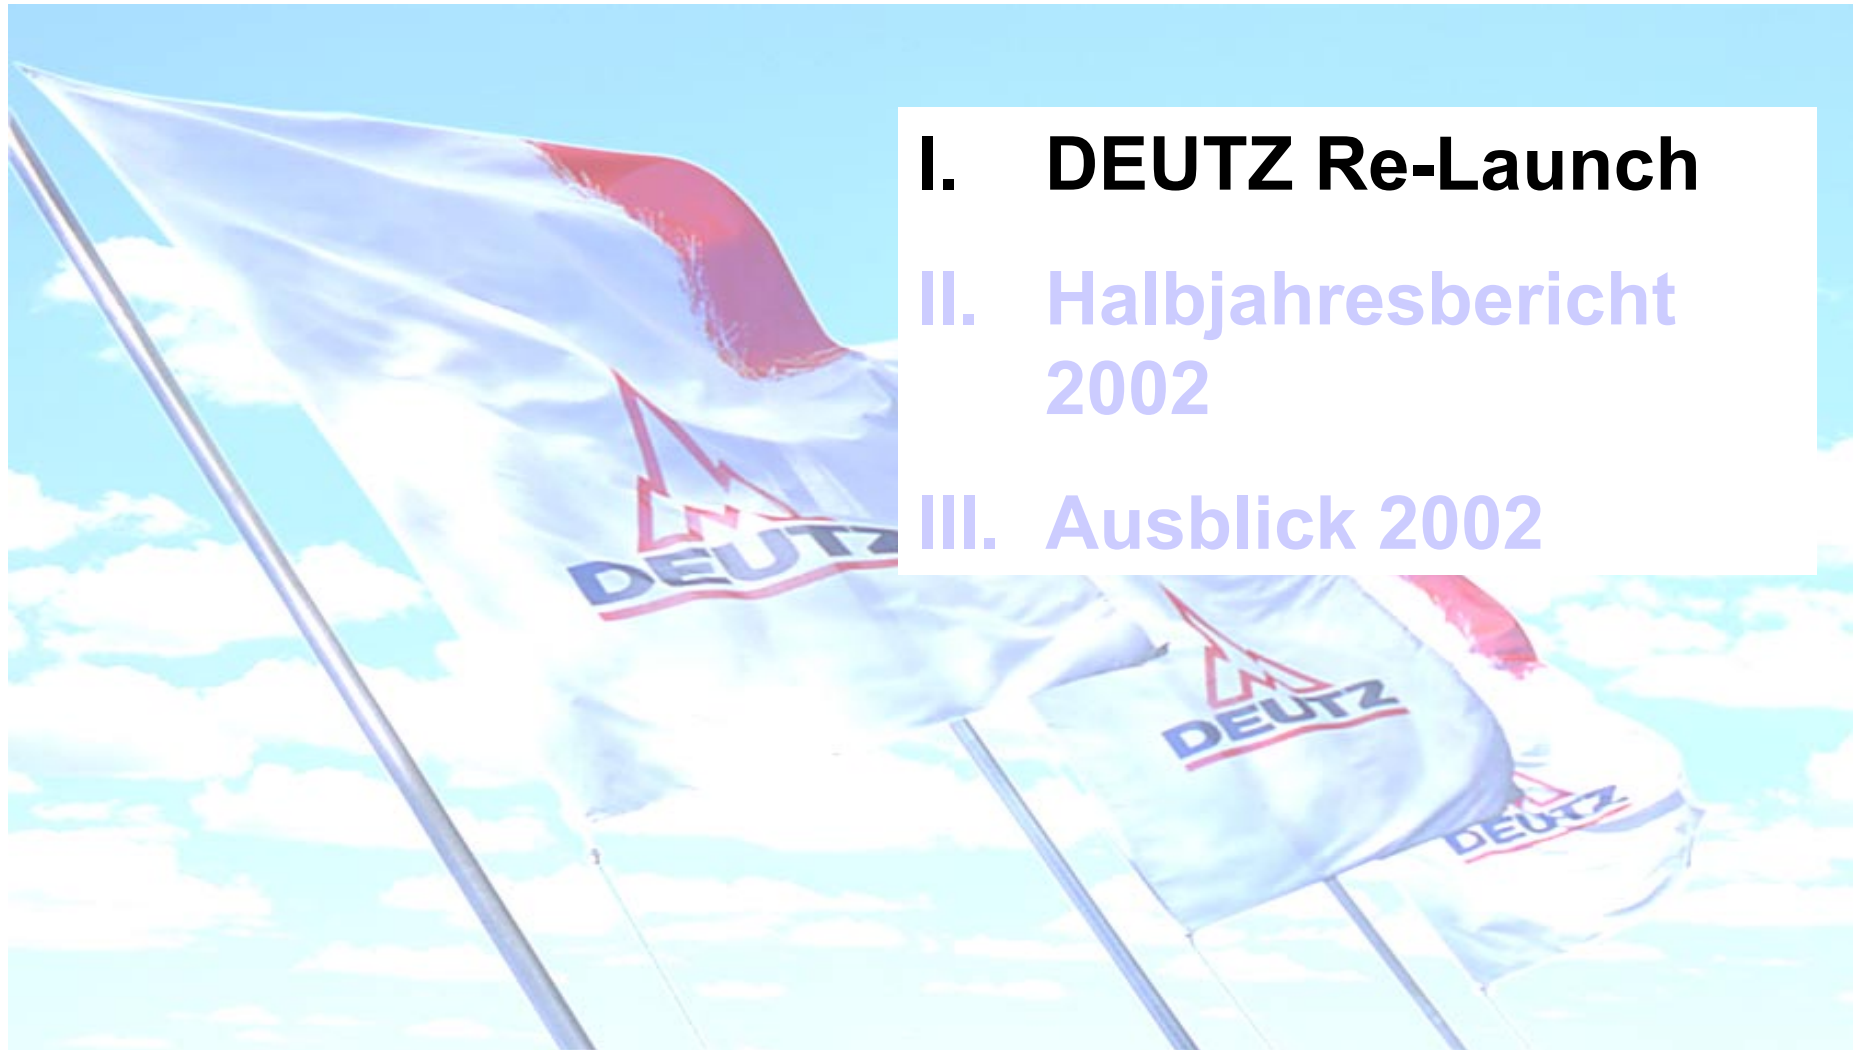 I. DEUTZ Re-Launch
II. Halbjahresbericht
2002
III. Ausblick 2002
DEUTZ
DEUTZ
DEUTZ